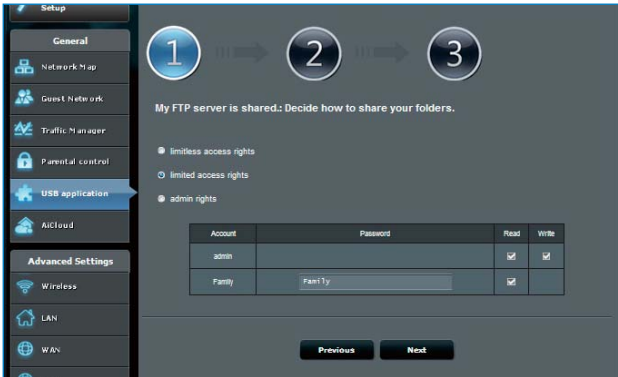 Setup
General
Network Map
Guest Network
Traffic Manager
Parental control
USB application
AiCloud
Advanced Settings
Wireless
LAN
WAN
1 2 3
My FTP server is shared.: Decide how to share your folders.
limitless access rights
limited access rights
admin rights
Account Password Read Write
admin
Family Family
Previous Next